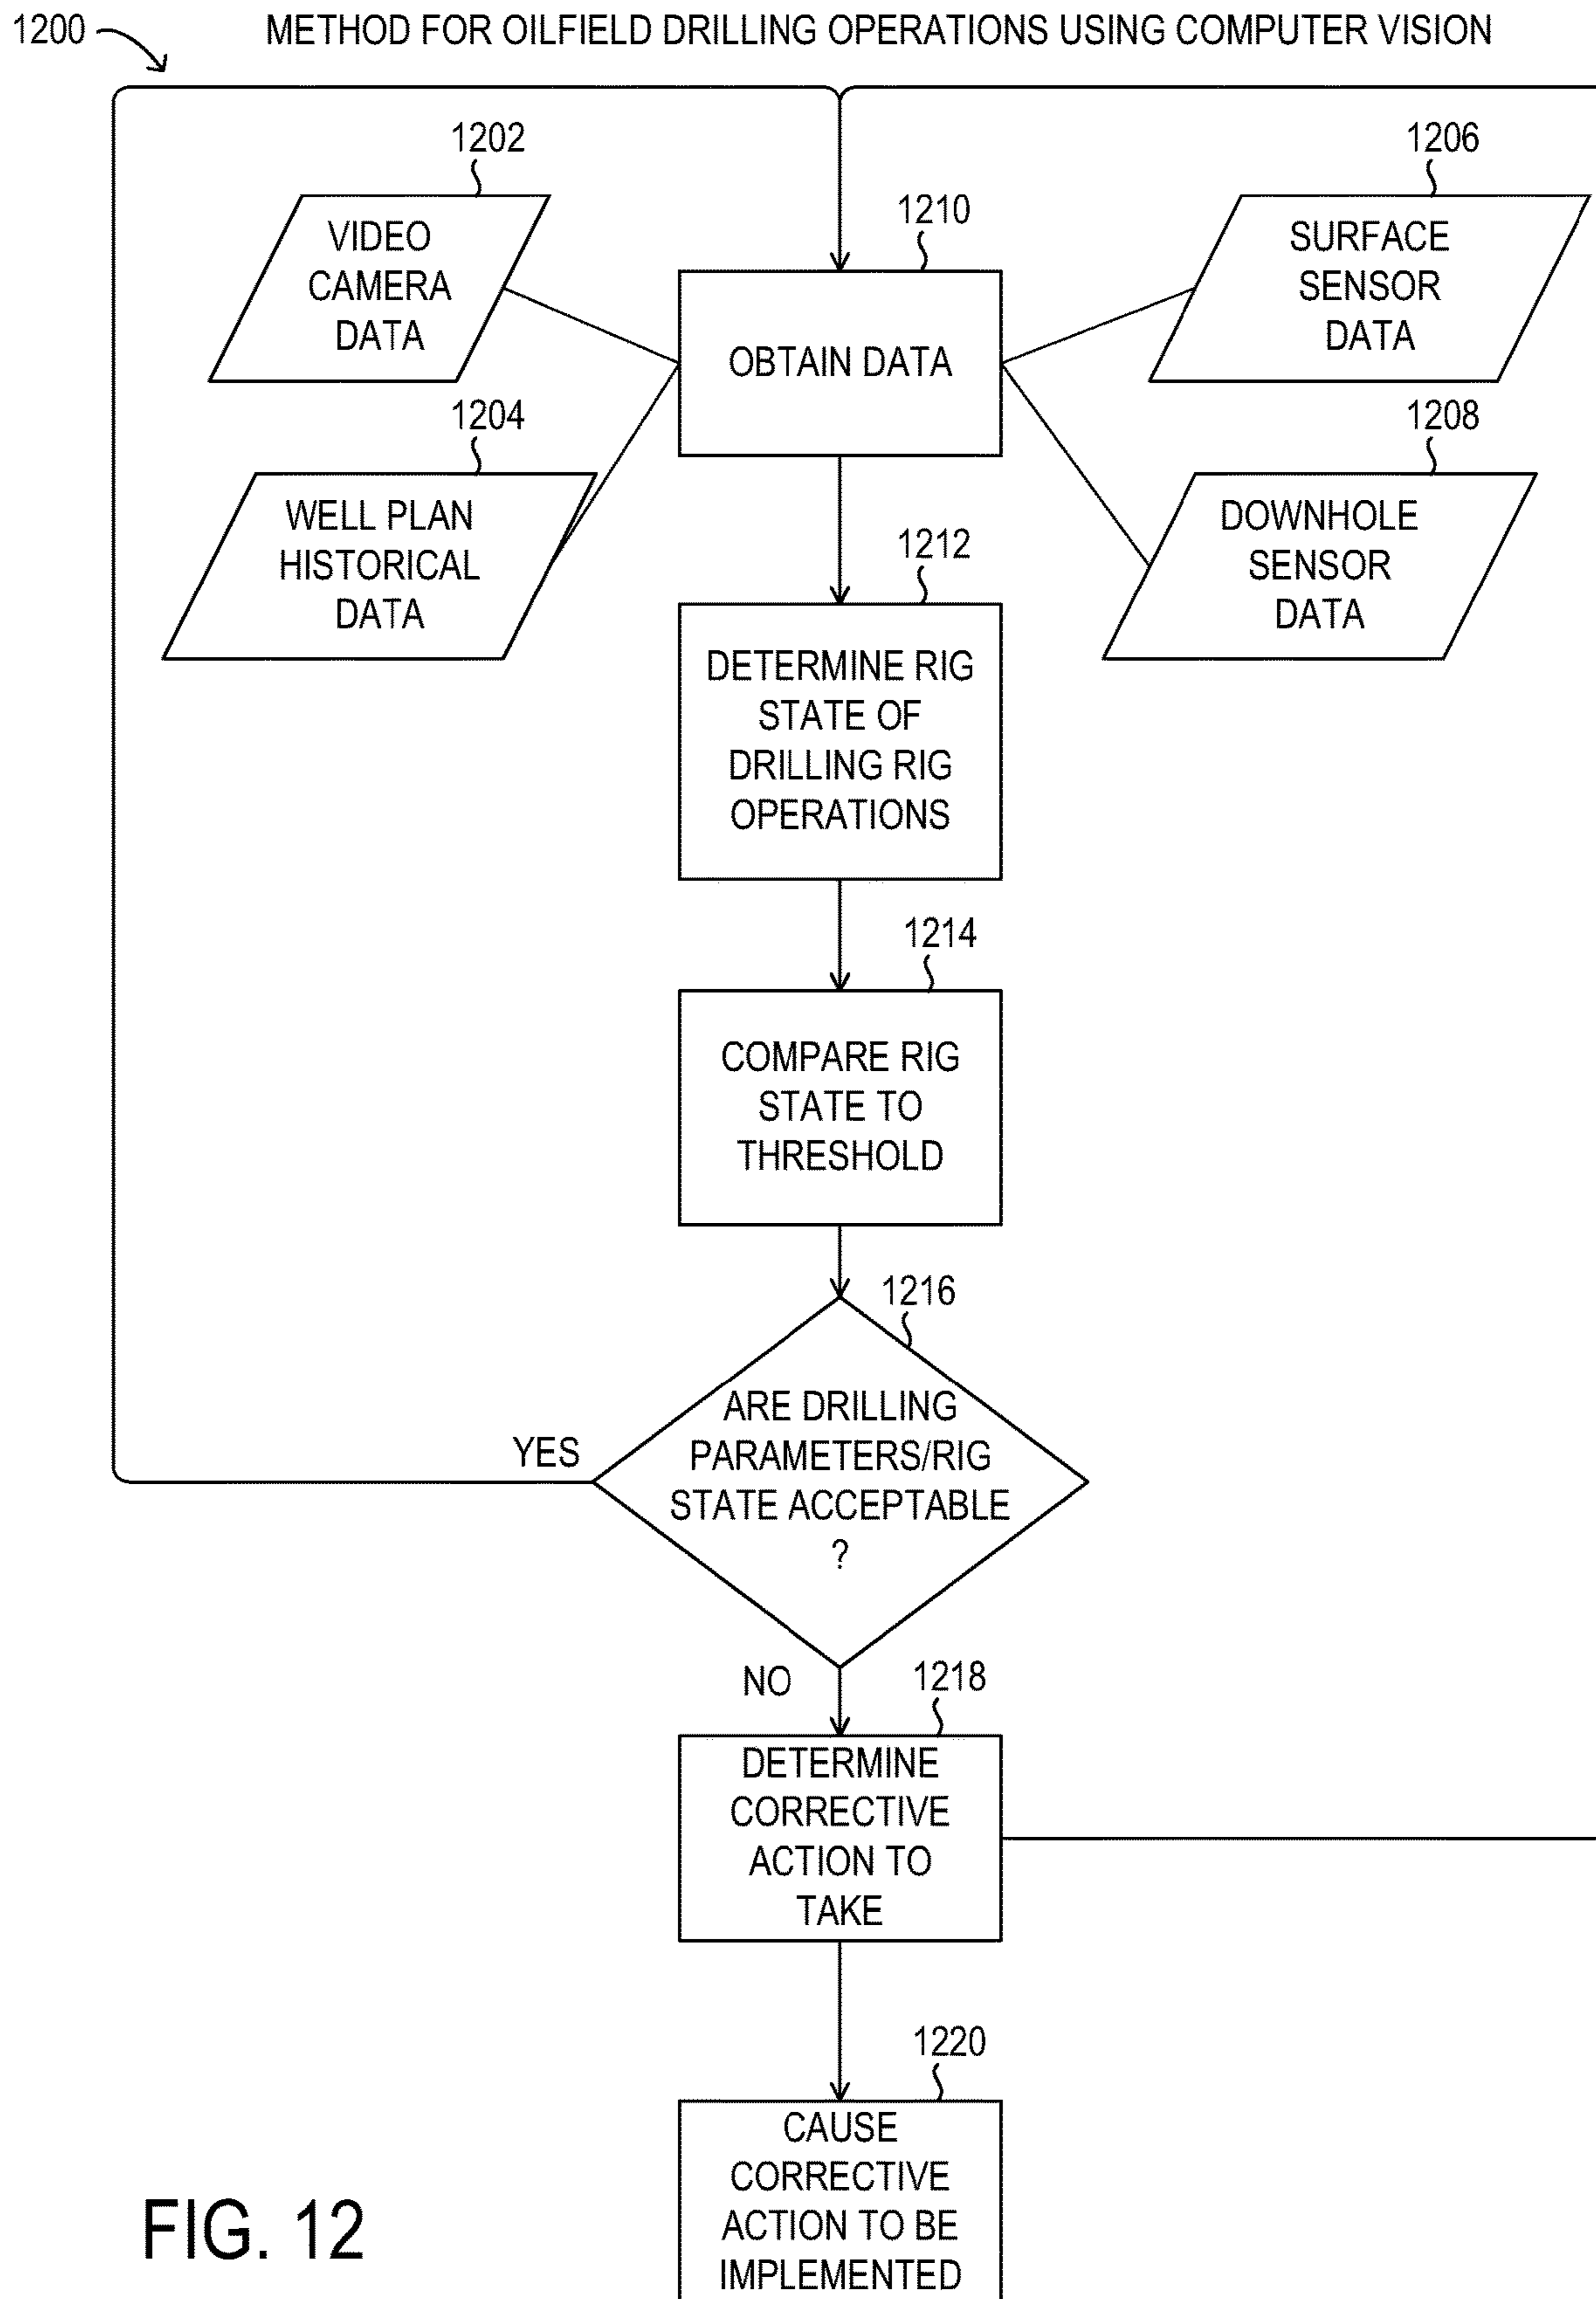 1200
METHOD FOR OILFIELD DRILLING OPERATIONS USING COMPUTER VISION
1202
VIDEO
CAMERA
DATA
1206
SURFACE
SENSOR
DATA
1210
OBTAIN DATA
1204
WELL PLAN
HISTORICAL
DATA
1208
DOWNHOLE
SENSOR
DATA
1212
DETERMINE RIG
STATE OF
DRILLING RIG
OPERATIONS
1214
COMPARE RIG
STATE TO
THRESHOLD
1216
ARE DRILLING
PARAMETERS/RIG
STATE ACCEPTABLE
?
YES
NO
1218
DETERMINE
CORRECTIVE
ACTION TO
TAKE
1220
CAUSE
CORRECTIVE
ACTION TO BE
IMPLEMENTED
FIG. 12